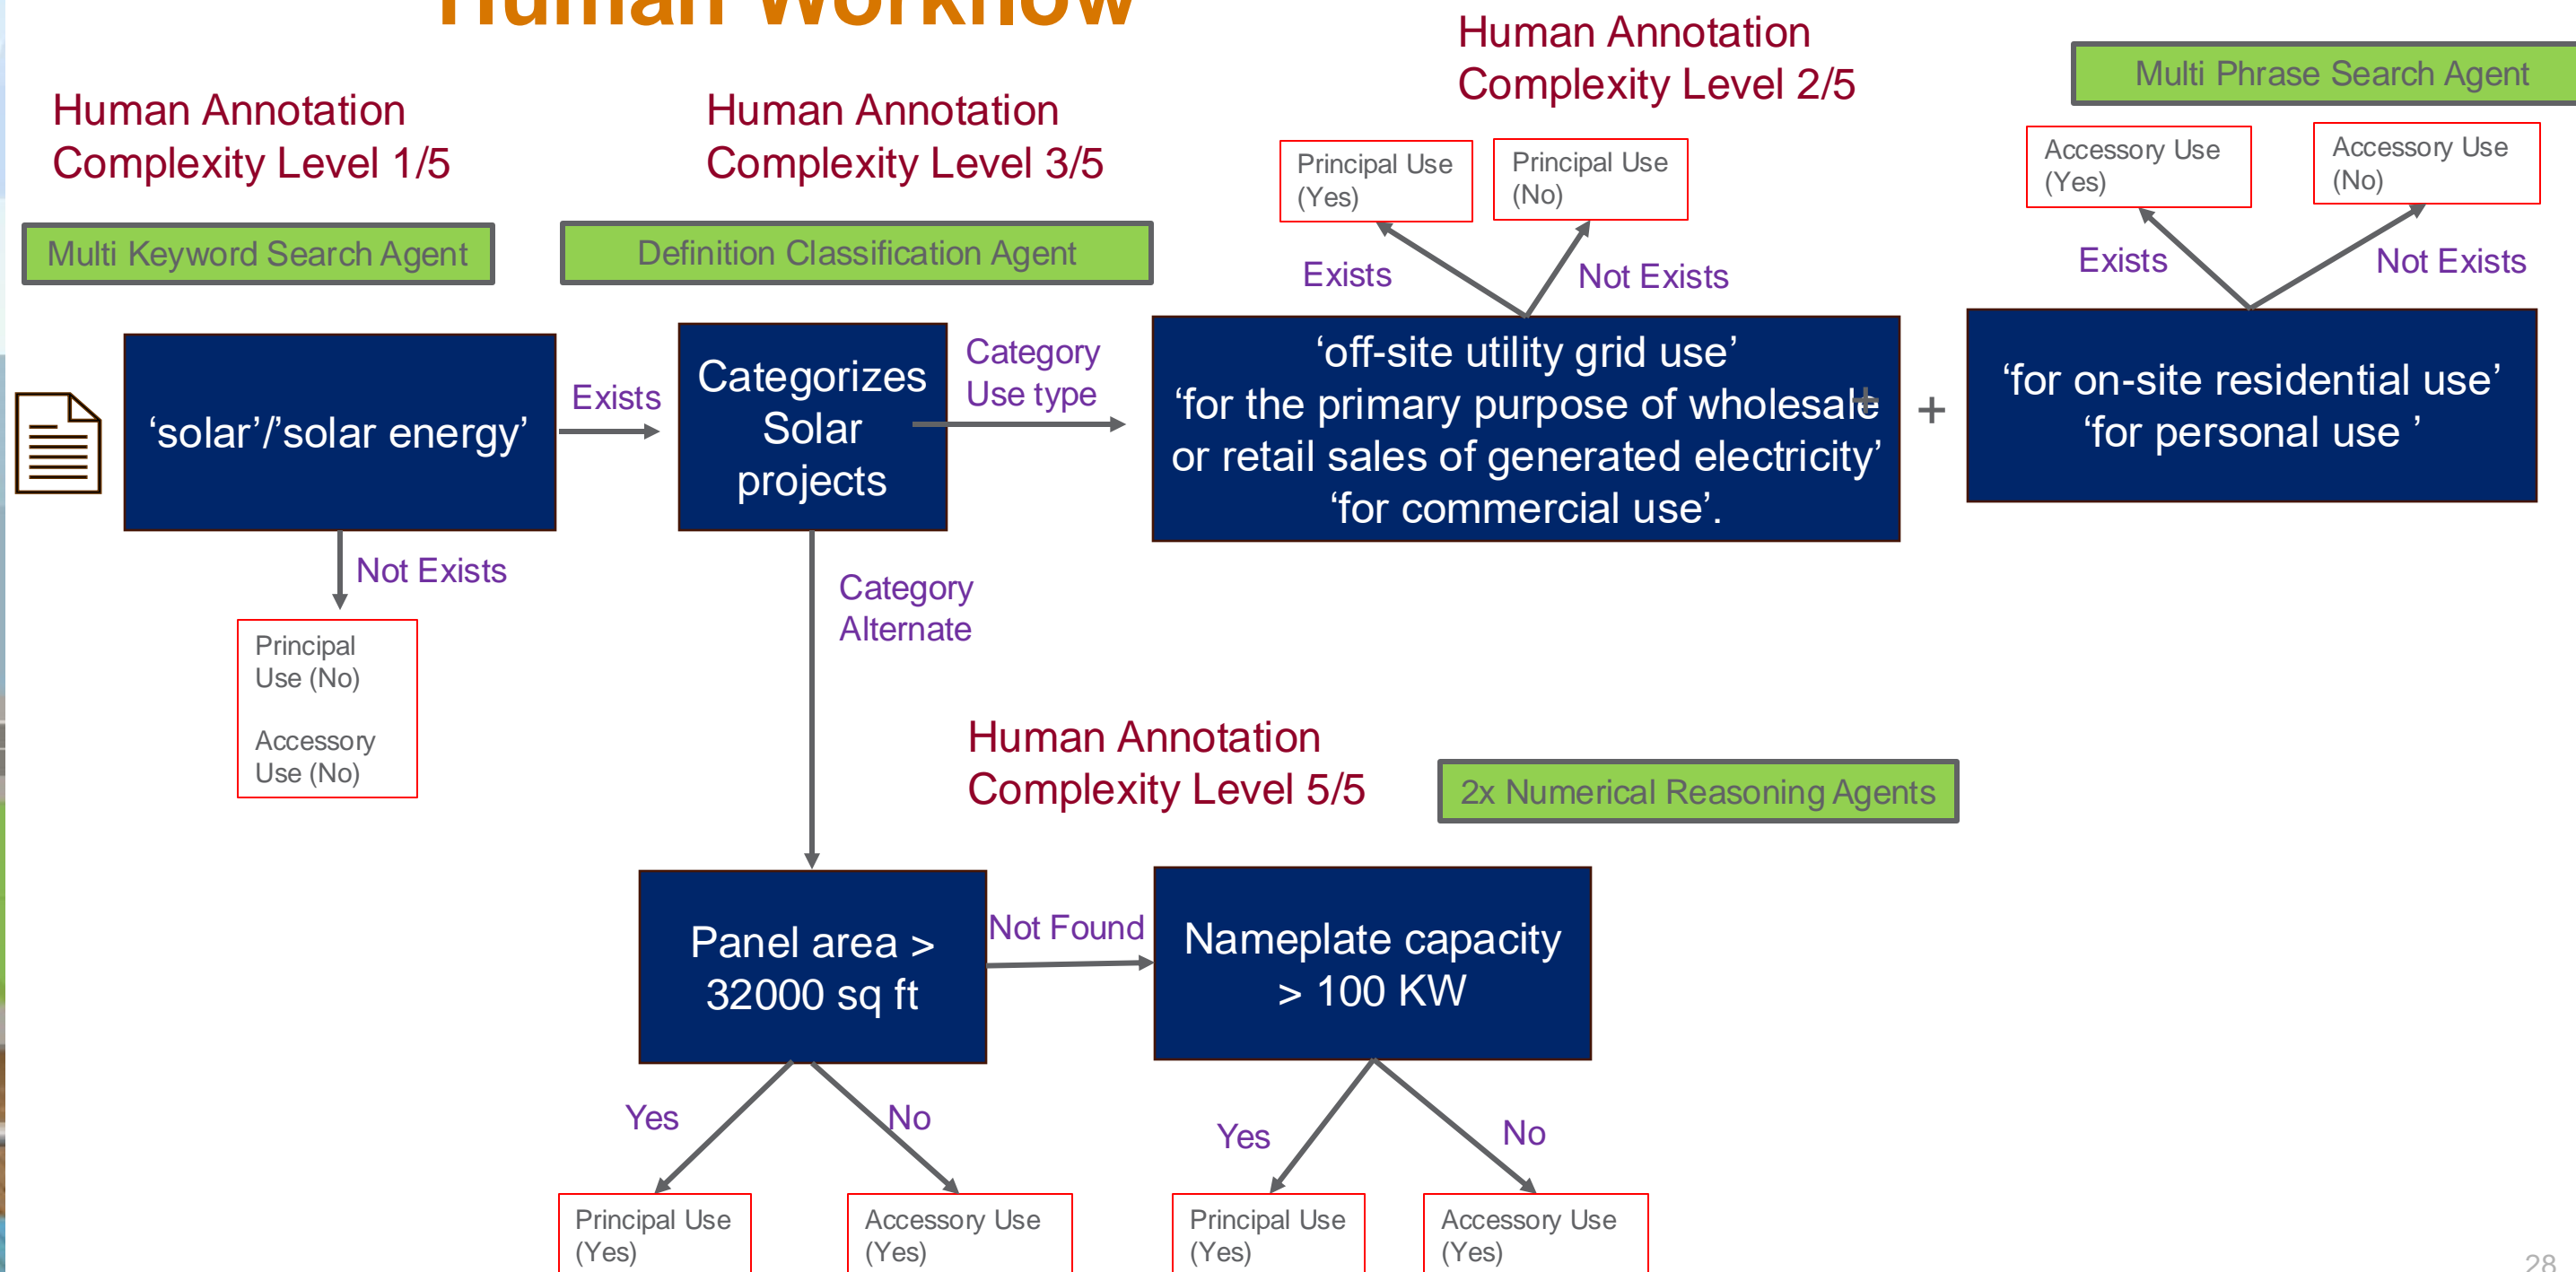 Human Workflow
Human Annotation
Complexity Level 1/5
Human Annotation
Complexity Level 3/5
Human Annotation
Complexity Level 2/5
Multi Phrase Search Agent
Multi Keyword Search Agent
Definition Classification Agent
Principal Use
(Yes)
Principal Use
(No)
Accessory Use
(Yes)
Accessory Use
(No)
Exists
Not Exists
Exists
Not Exists
‘solar’/’solar energy’
Exists
Categorizes
Solar
projects
Category
Use type
‘off-site utility grid use’
‘for the primary purpose of wholesale
or retail sales of generated electricity’
‘for commercial use’.
+
+
‘for on-site residential use’
‘for personal use ’
Not Exists
Principal
Use (No)
Accessory
Use (No)
Category
Alternate
Human Annotation
Complexity Level 5/5
2x Numerical Reasoning Agents
Panel area >
32000 sq ft
Not Found
Nameplate capacity
> 100 KW
Yes
No
Yes
No
Principal Use
(Yes)
Accessory Use
(Yes)
Principal Use
(Yes)
Accessory Use
(Yes)
28